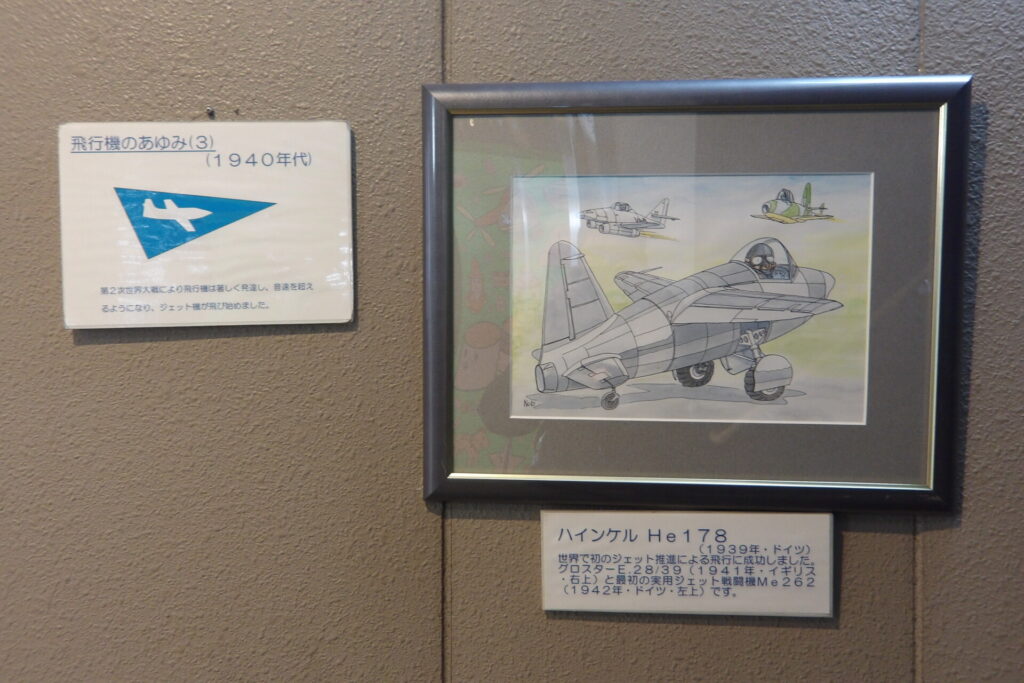 飛行機のあゆみ(3)
(1940年代)
第2次世界大戦により飛行機は著しく発達し、音速を超え
るようになり、ジェット機が飛び始めました。
ハインケル He178
(1939年・ドイツ)
世界で初のジェット推進による飛行に成功しました。
グロスターE.28/39(1941年・イギリス
・右上)と最初の実用ジェット戦闘機Me262
(1942年・ドイツ・左上)です。